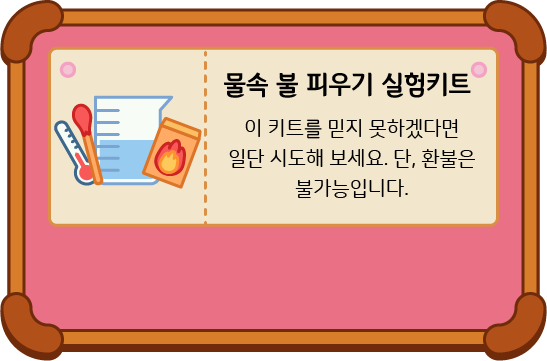 물속 불 피우기 실험키트
이 키트를 믿지 못하겠다면
일단 시도해 보세요. 단, 환불은
불가능입니다.